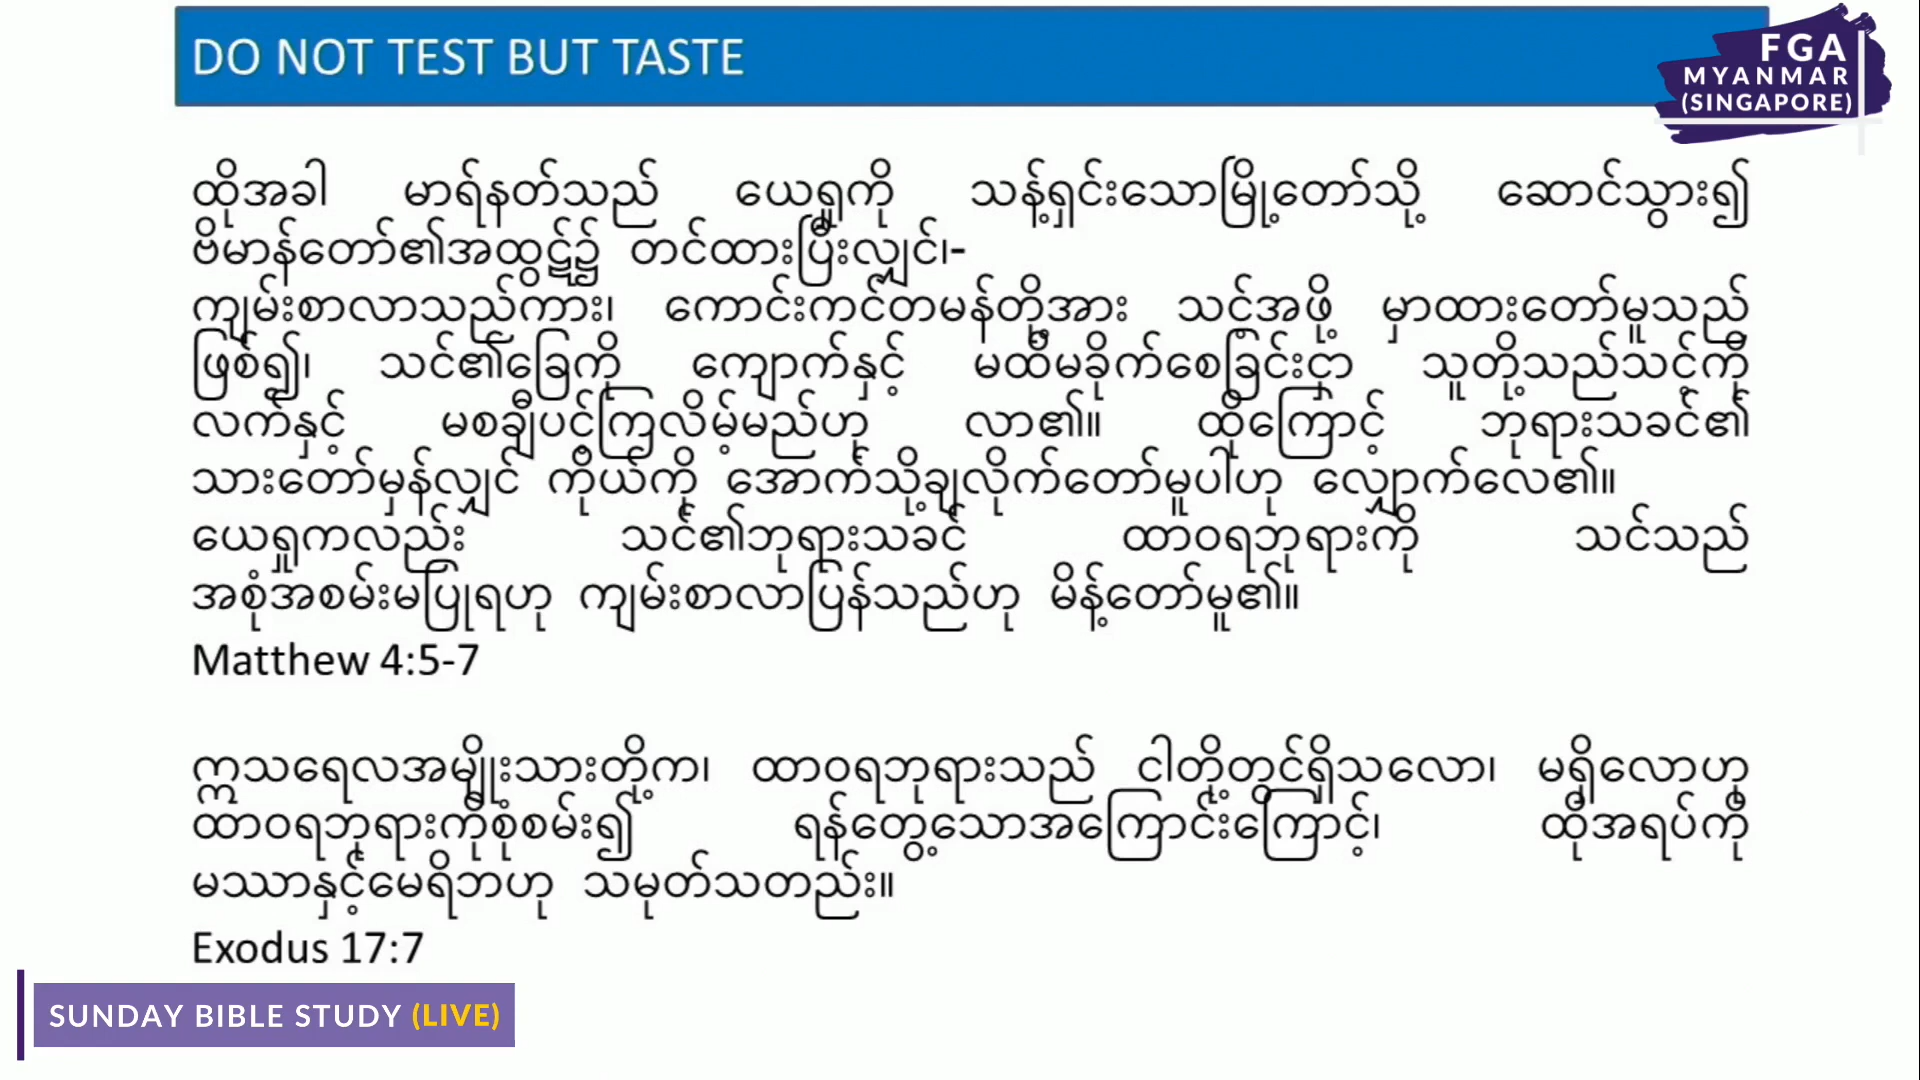 DO NOT TEST BUT TASTE
FGA
MYANMAR
(SINGAPORE)
ထိုအခါ မာရ်နတ်သည် ယေရှုကို သန့်ရှင်းသောမြို့တော်သို့ ဆောင်သွား၍
ဗိမာန်တော်၏အထွဋ်၌ တင်ထားပြီးလျှင်၊-
ကျမ်းစာလာသည်ကား၊ ကောင်းကင်တမန်တို့အား သင့်အဖို့ မှာထားတော်မူသည်
ဖြစ်၍၊ သင်၏ခြေကို ကျောက်နှင့် မထိမခိုက်စေခြင်းငှာ သူတို့သည်သင့်ကို
လက်နှင့် မစချီပင့်ကြလိမ့်မည်ဟု လာ၏။ ထို့ကြောင့် ဘုရားသခင်၏
သားတော်မှန်လျှင် ကိုယ်ကို အောက်သို့ချလိုက်တော်မူပါဟု လျှောက်လေ၏။
ယေရှုကလည်း သင်၏ဘုရားသခင် ထာဝရဘုရားကို သင်သည်
အစုံအစမ်းမပြုရဟု ကျမ်းစာလာပြန်သည်ဟု မိန့်တော်မူ၏။
Matthew 4:5-7
ဣသရေလအမျိုးသားတို့က၊ ထာဝရဘုရားသည် ငါတို့တွင်ရှိသလော၊ မရှိလောဟု
ထာဝရဘုရားကိုစုံစမ်း၍ ရန်တွေ့သောအကြောင်းကြောင့်၊ ထိုအရပ်ကို
မဿာနှင့်မေရိဘဟု သမုတ်သတည်း။
Exodus 17:7
SUNDAY BIBLE STUDY (LIVE)